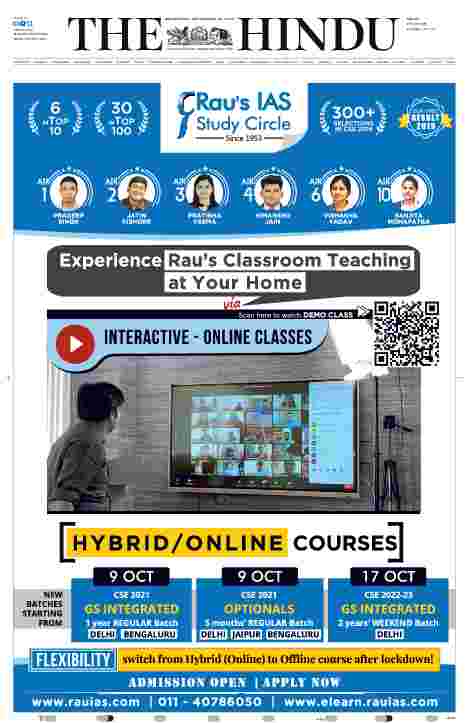 THE HINDU
6
in TOP
10
30
in TOP
100
Rau's IAS
Study Circle
Since 1953
300+
SELECTIONS
IN CSE 2019
RESULT
2019
AIR
1
PRADEEP
SINGH
AIR
2
JATIN
KISHORE
AIR
3
PRATIBHA
VERMA
AIR
4
HIMANSHU
JAIN
AIR
6
VISHAKHA
YADAV
AIR
10
SANJITA
MOHAPATRA
Experience Rau's Classroom Teaching
at Your Home
via
Scan here to watch DEMO CLASS
INTERACTIVE - ONLINE CLASSES
HYBRID/ONLINE COURSES
NEW
BATCHES
STARTING
FROM
9 OCT
CSE 2021
GS INTEGRATED
1 year REGULAR Batch
DELHI BENGALURU
9 OCT
CSE 2021
OPTIONALS
5 months' REGULAR Batch
DELHI JAIPUR BENGALURU
17 OCT
CSE 2022-23
GS INTEGRATED
2 years' WEEKEND Batch
DELHI
FLEXIBILITY switch from Hybrid (Online) to Offline course after lockdown!
ADMISSION OPEN | APPLY NOW
www.rauias.com | 011 - 40786050 | www.elearn.rauias.com